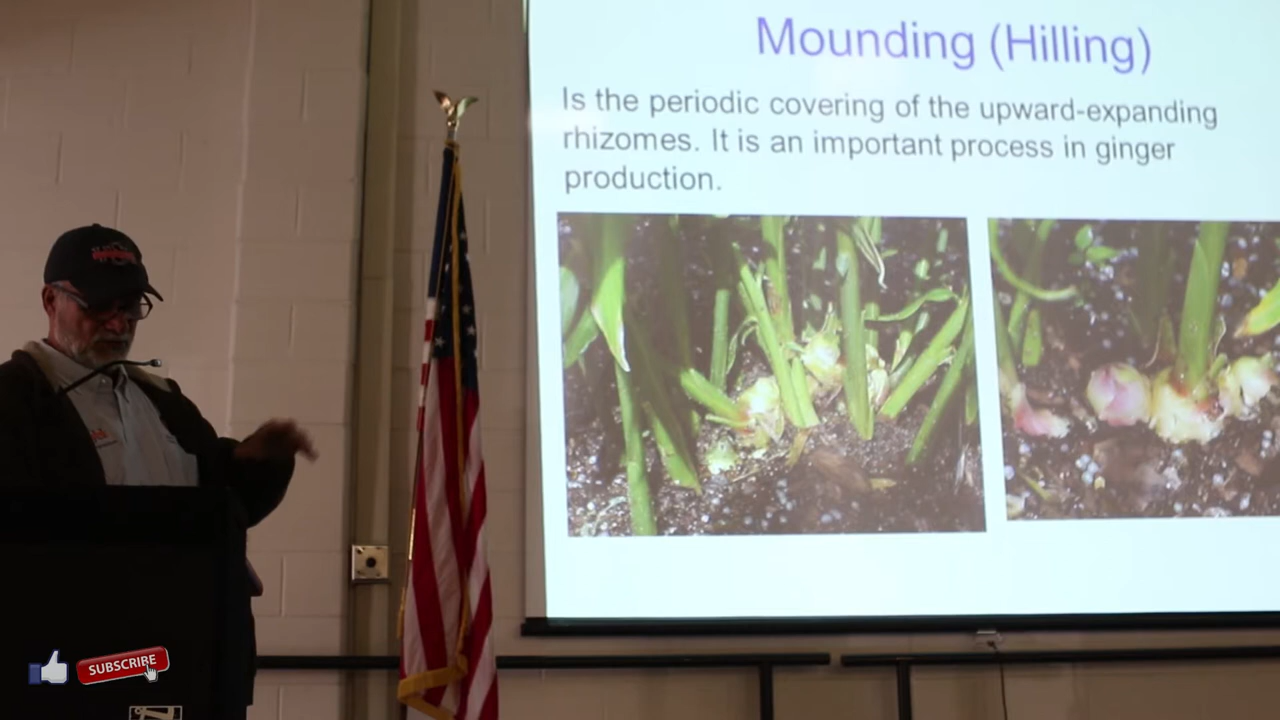 Mounding (Hilling)
Is the periodic covering of the upward-expanding
rhizomes. It is an important process in ginger
production.
SUBSCRIBE